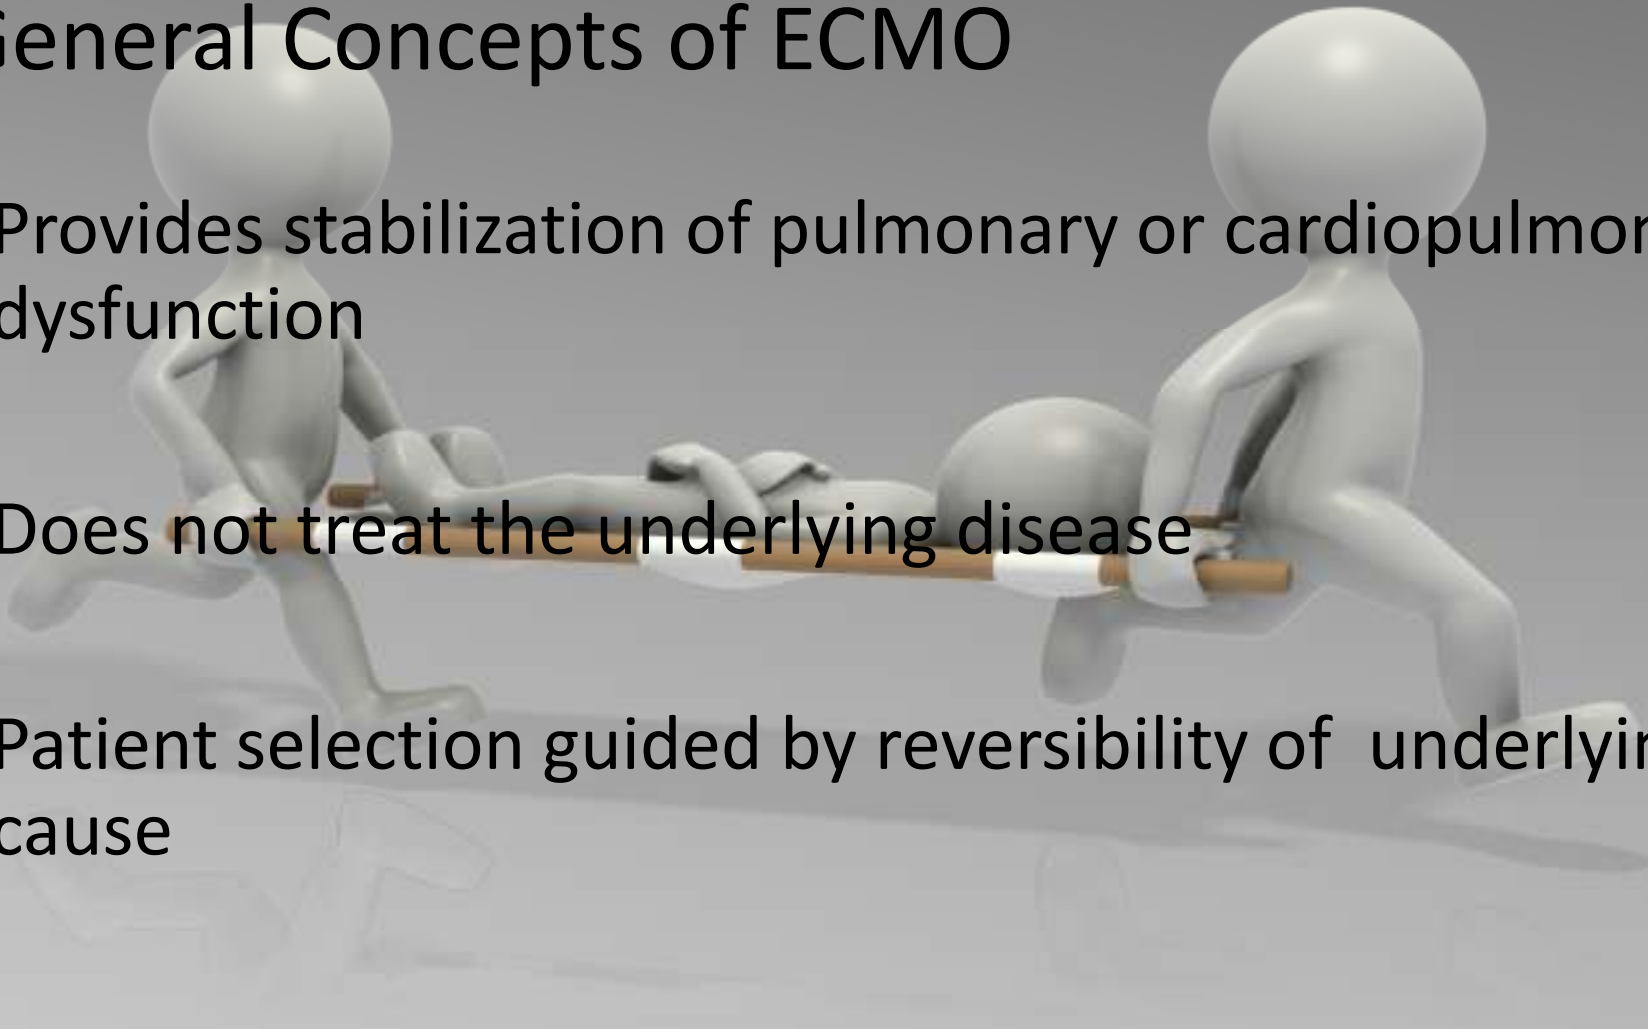 General Concepts of ECMO
Provides stabilization of pulmonary or cardiopulmon
dysfunction
Does not treat the underlying disease
Patient selection guided by reversibility of underlyin
cause